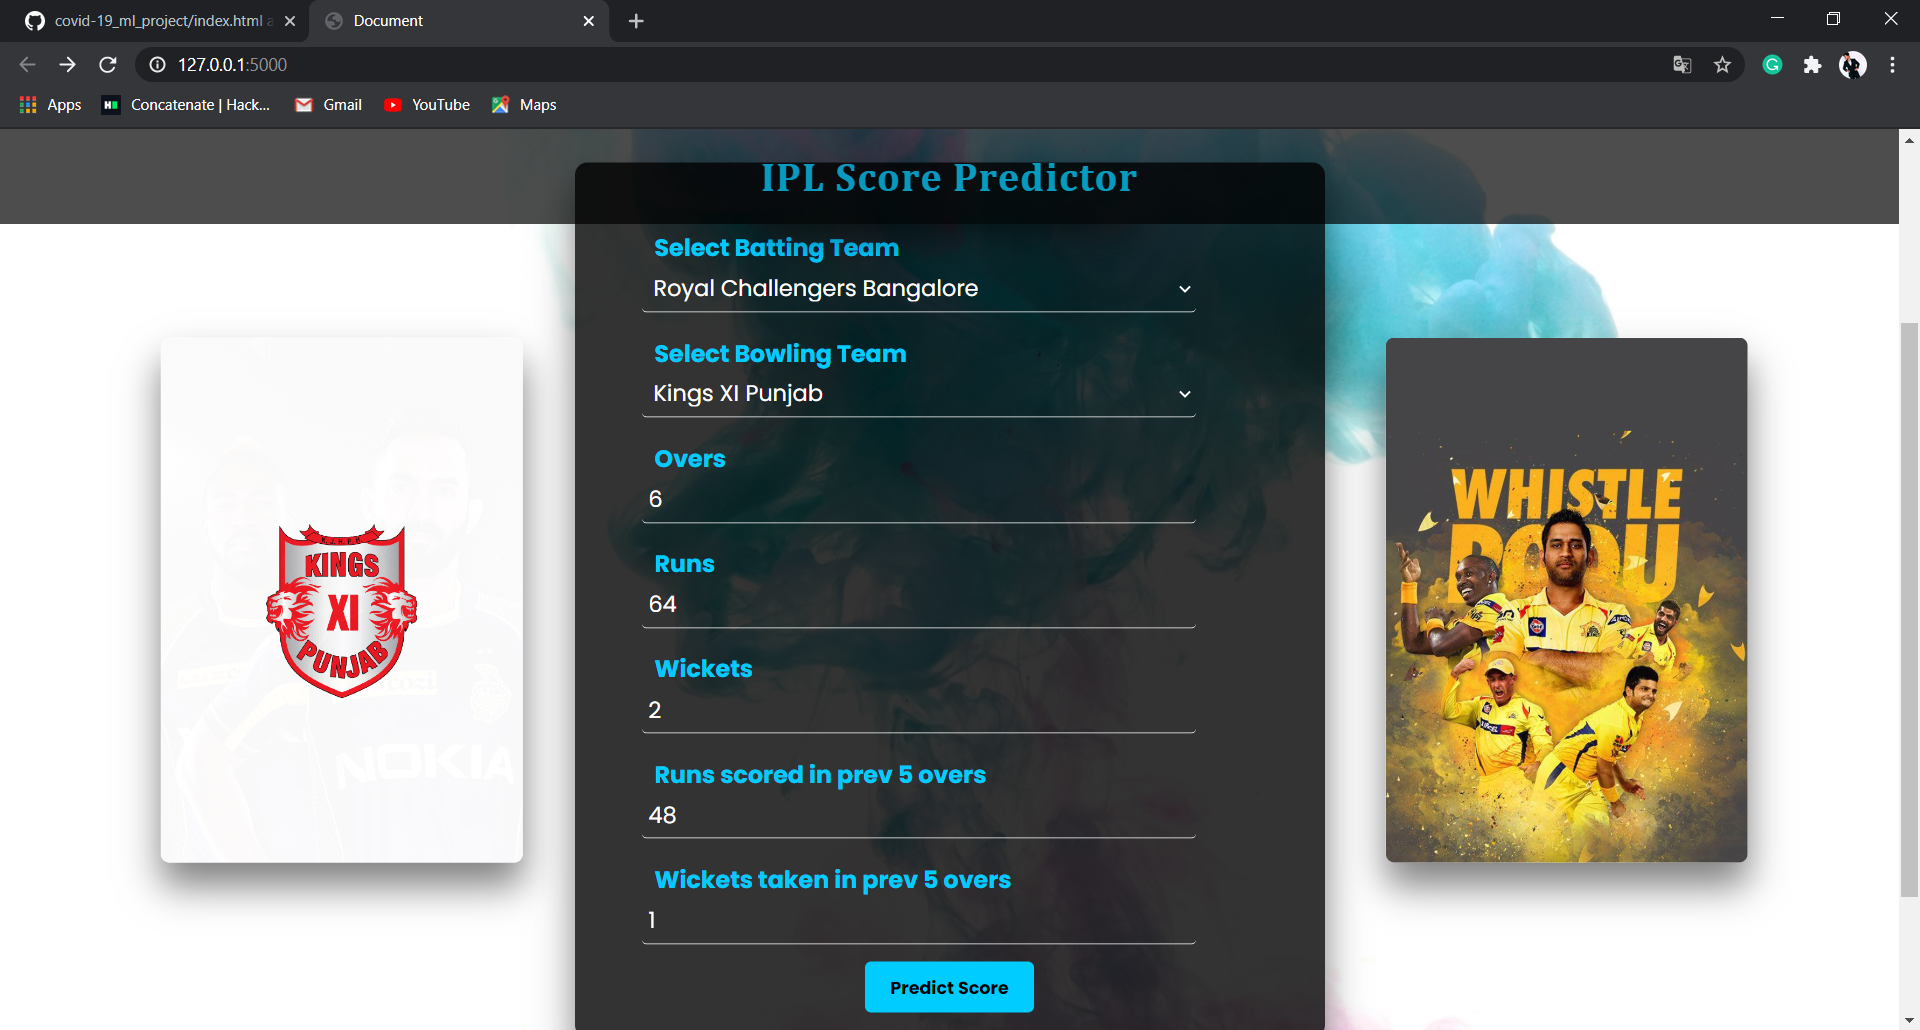 covid-19_ml_project/index.html a
Document
127.0.0.1:5000
Apps
Concatenate | Hack...
Gmail
YouTube
Maps
IPL Score Predictor
Select Batting Team
Royal Challengers Bangalore
Select Bowling Team
Kings XI Punjab
Overs
6
Runs
64
Wickets
2
Runs scored in prev 5 overs
48
Wickets taken in prev 5 overs
1
Predict Score
K.J.H.P.H
KINGS
XI
PUNJAB
NOKIA
WHISTLE
PODU